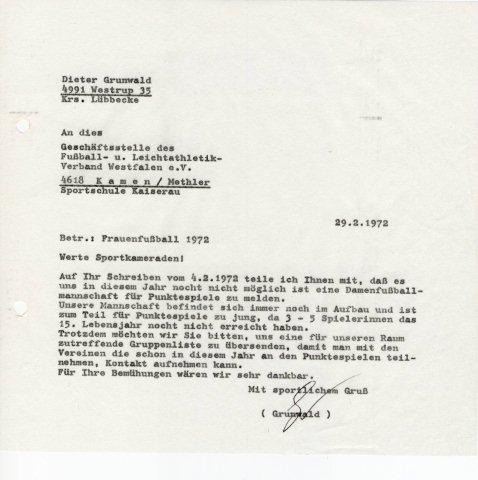 Dieter Grunwald
4991 Westrup 35
Krs. Lübbecke
An dies
Geschäftsstelle des
Fußball- u. Leichtathletik-
Verband Westfalen e.V.
4618 K a m e n / Methler
Sportschule Kaiserau
29.2.1972
Betr.: Frauenfußball 1972
Werte Sportkameraden!
Auf Ihr Schreiben vom 4.2.1972 teile ich Ihnen mit, daß es
uns in diesem Jahr nocht nicht möglich ist eine Damenfußball-
mannschaft für Punktespiele zu melden.
Unsere Mannschaft befindet sich immer noch im Aufbau und ist
zum Teil für Punktespiele zu jung, da 3 - 5 Spielerinnen das
15. Lebensjahr nocht nicht erreicht haben.
Trotzdem möchten wir Sie bitten, uns eine für unseren Raum
zutreffende Gruppenliste zu übersenden, damit man mit den
Vereinen die schon in diesem Jahr an den Punktespielen teil-
nehmen, Kontakt aufnehmen kann.
Für Ihre Bemühungen wären wir sehr dankbar.
Mit sportlichem Gruß
( Grunwald )